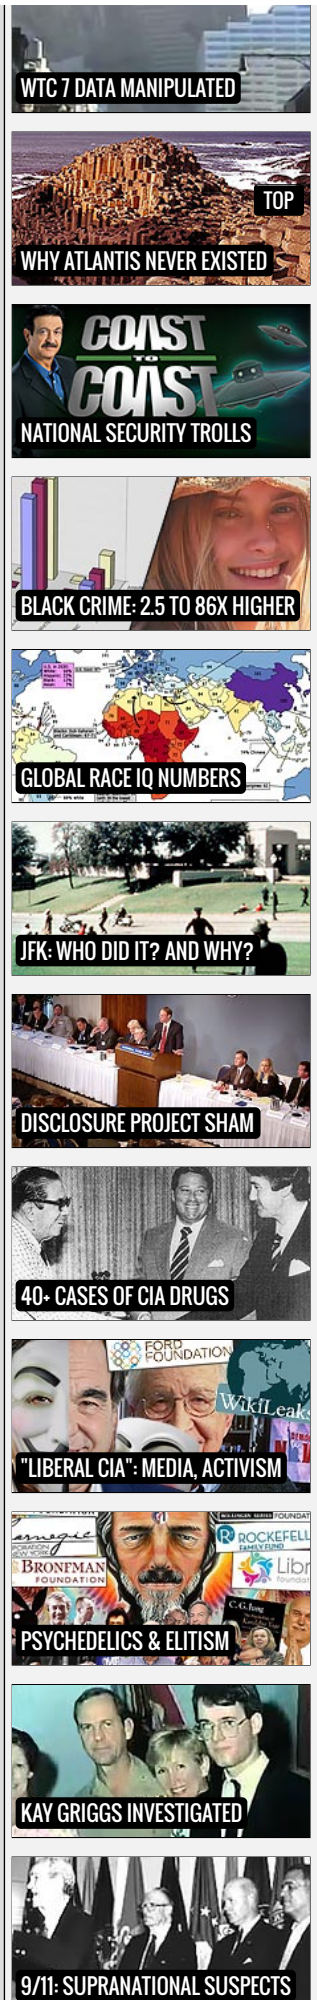 WTC 7 DATA MANIPULATED
TOP
WHY ATLANTIS NEVER EXISTED
COAST
TO
COAST
NATIONAL SECURITY TROLLS
BLACK CRIME: 2.5 TO 86X HIGHER
GLOBAL RACE IQ NUMBERS
JFK: WHO DID IT? AND WHY?
DISCLOSURE PROJECT SHAM
40+ CASES OF CIA DRUGS
FORD
FOUNDATION
WikiLeaks
"LIBERAL CIA": MEDIA, ACTIVISM
BRONFMAN
FOUNDATION
ROCKEFELL
FAMILY FUND
C.G. Jung
PSYCHEDELICS & ELITISM
KAY GRIGGS INVESTIGATED
9/11: SUPRANATIONAL SUSPECTS